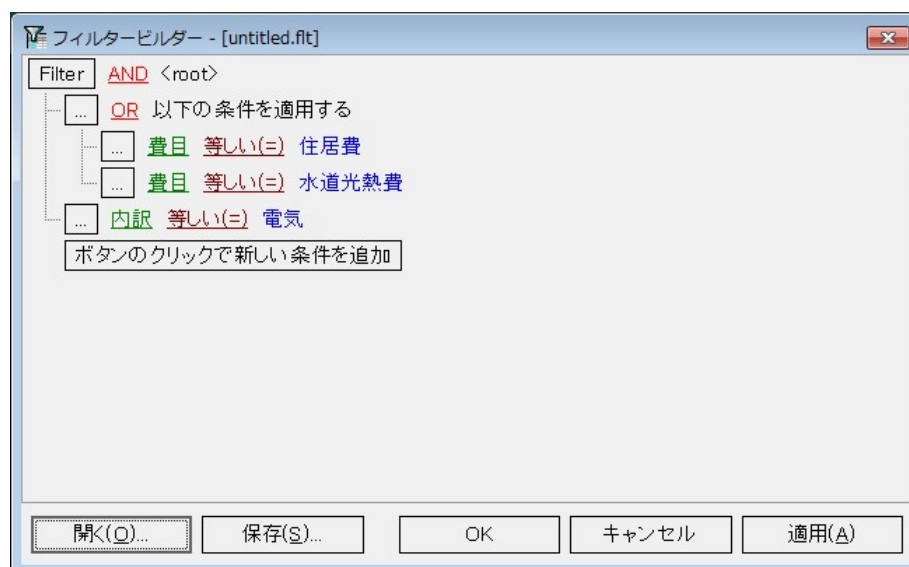 フィルタービルダー - [untitled.flt]
Filter AND <root>
... OR 以下の条件を適用する
... 費目 等しい(=) 住居費
... 費目 等しい(=) 水道光熱費
... 内訳 等しい(=) 電気
ボタンのクリックで新しい条件を追加
開く(O)... 保存(S)... OK キャンセル 適用(A)